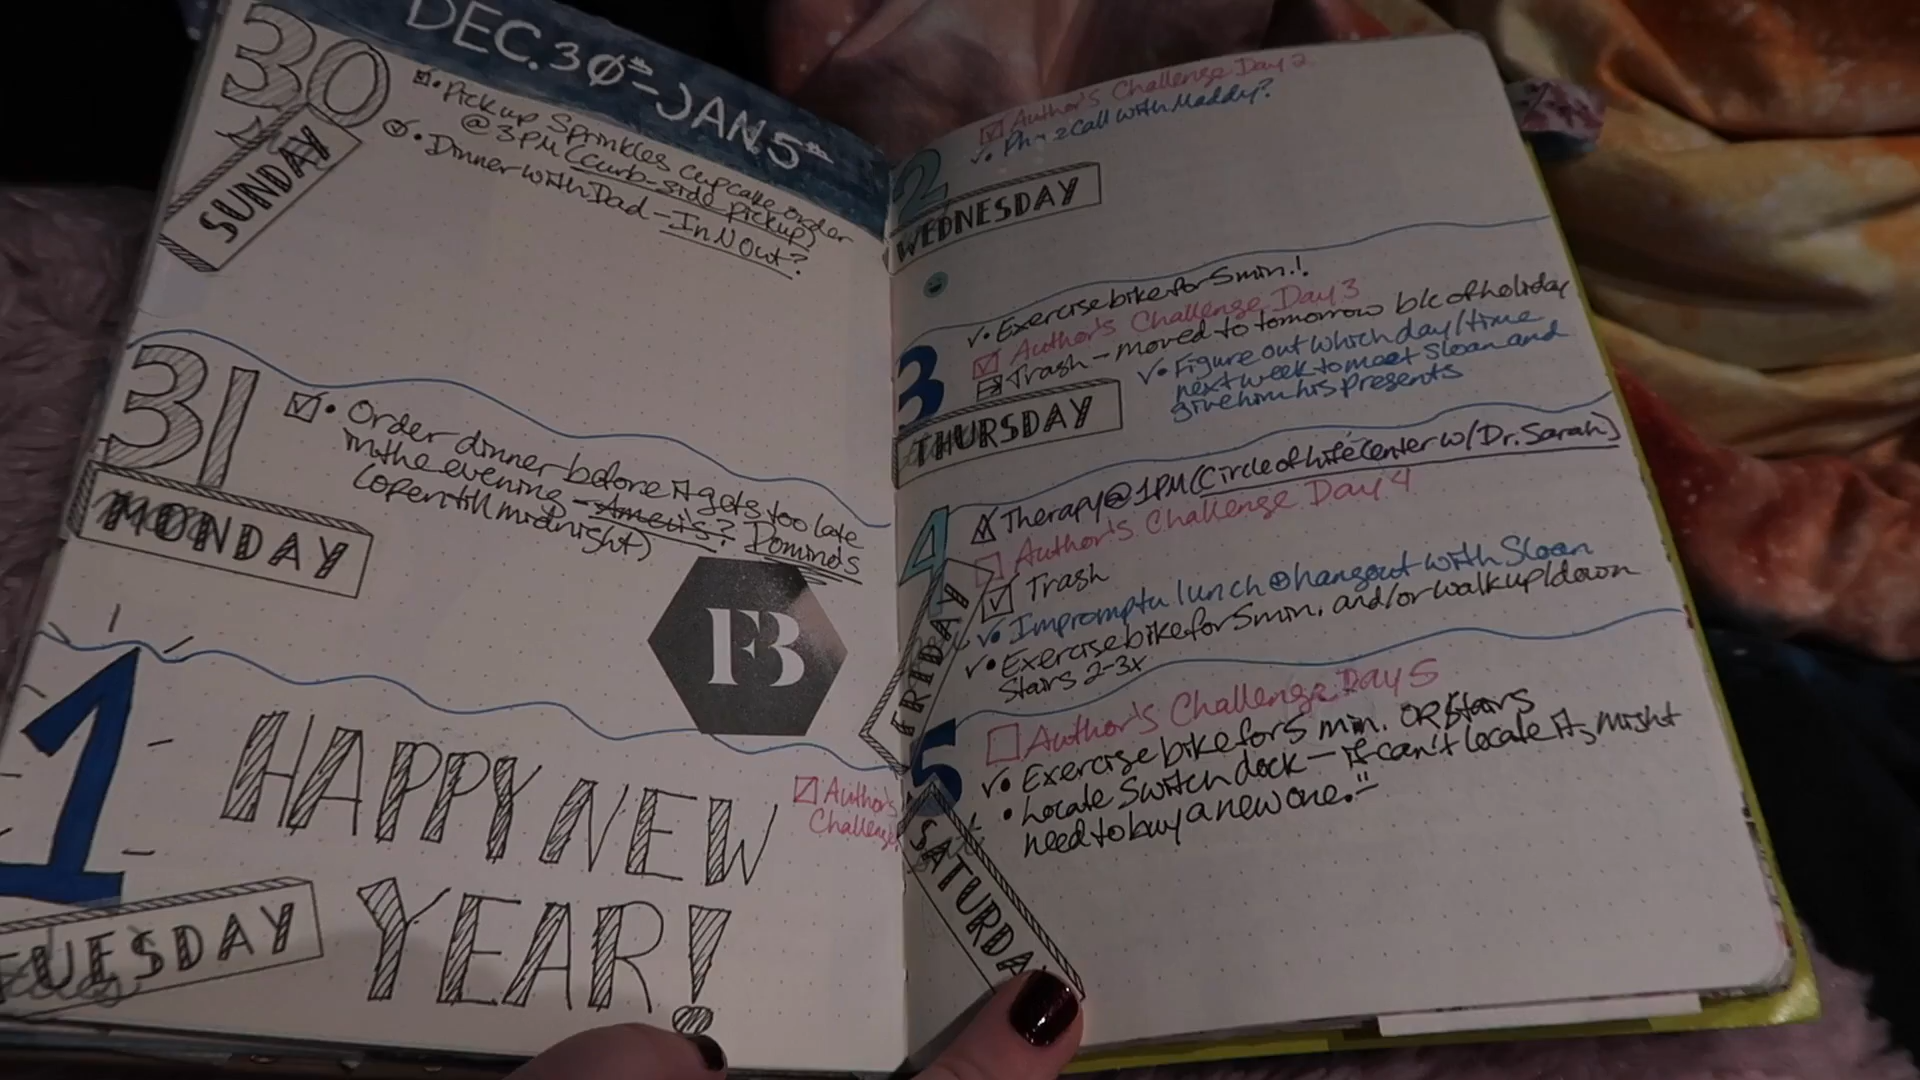 DEC. 30th - JAN 5th
30
SUNDAY
• Pick up Sprinkles cupcake order
@ 3PM (curb-side pickup)
• Dinner with Dad - In N Out?
31
MONDAY
• Order dinner before it gets too late
in the evening - Ameci's? Dominos
(open till midnight)
FB
1
TUESDAY
HAPPY NEW
YEAR!
Author's
Challenge
Author's Challenge Day 2
• call with Maddy?
2
WEDNESDAY
• Exercise bike for 5 min.!
Author's Challenge Day 3
Trash - moved to tomorrow b/c of holiday
• Figure out which day/time
next week to meet Sloan and
give him his presents
3
THURSDAY
Therapy @ 1PM (Circle of Life Center w/ Dr. Sarah)
Author's Challenge Day 4
Trash
• Impromptu lunch & hangout with Sloan
• Exercise bike for 5 min. and/or walk up/down
stairs 2-3x
4
FRIDAY
Author's Challenge Day 5
• Exercise bike for 5 min. OR stairs
• Locate Switch dock - if can't locate it, might
need to buy a new one.
5
SATURDAY